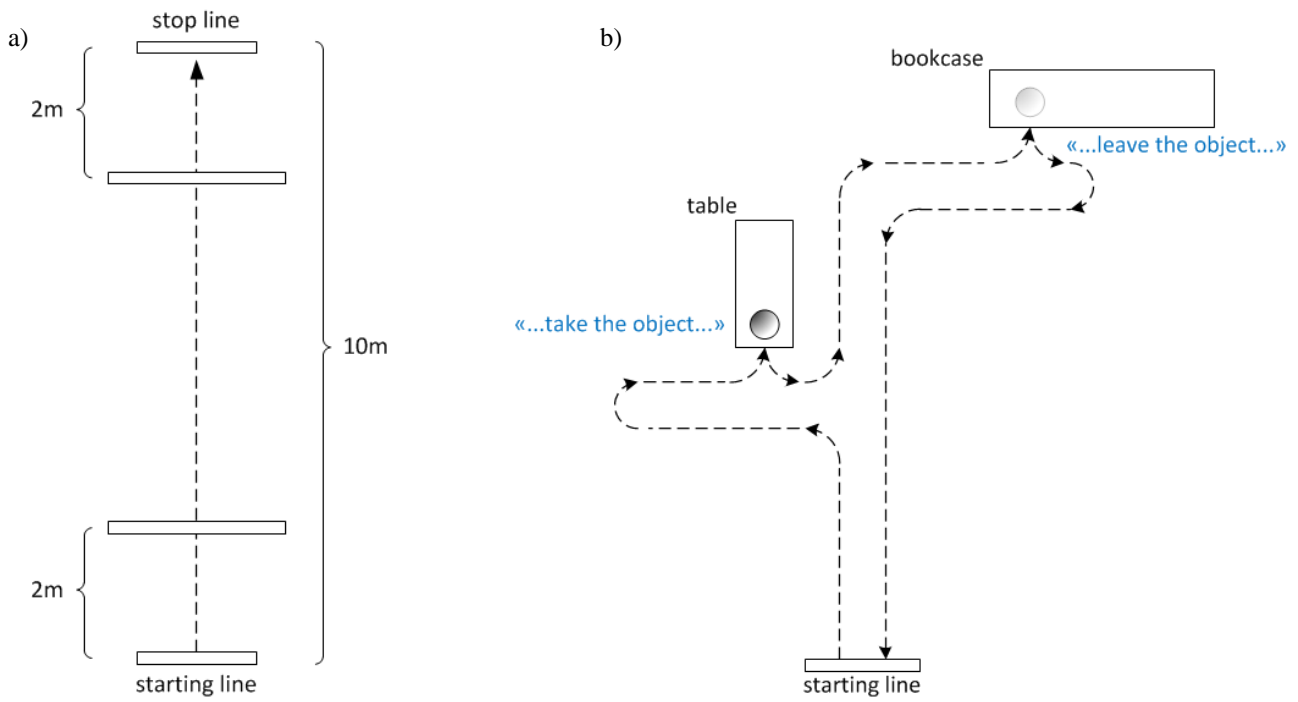 a)
stop line
2m
10m
2m
starting line
b)
bookcase
«...leave the object...»
table
«...take the object...»
starting line